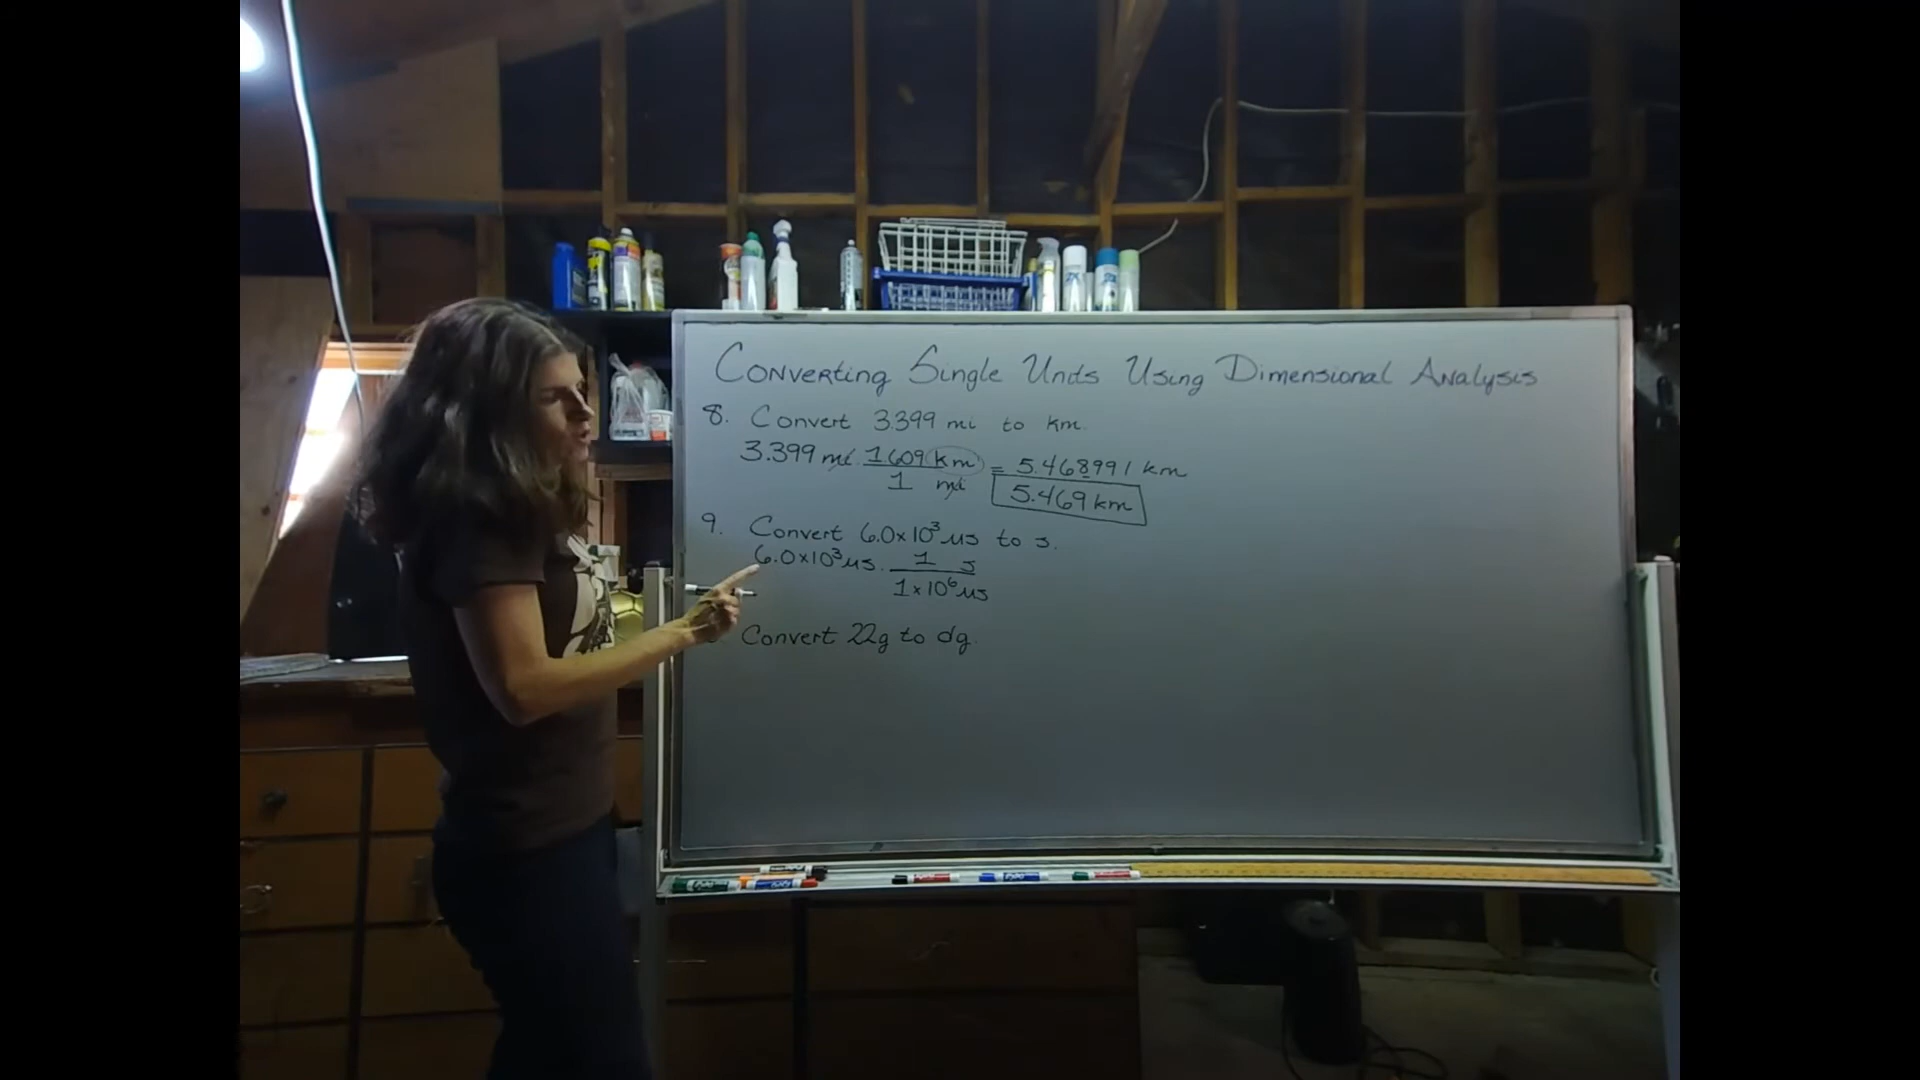 Converting Single Units Using Dimensional Analysis
8. Convert 3.399 mi to km.
3.399 mi · 1.609 km / 1 mi = 5.468991 km
5.469 km
9. Convert 6.0×10³ μs to s.
6.0×10³ μs · 1 s / 1×10⁶ μs
Convert 22g to dg.